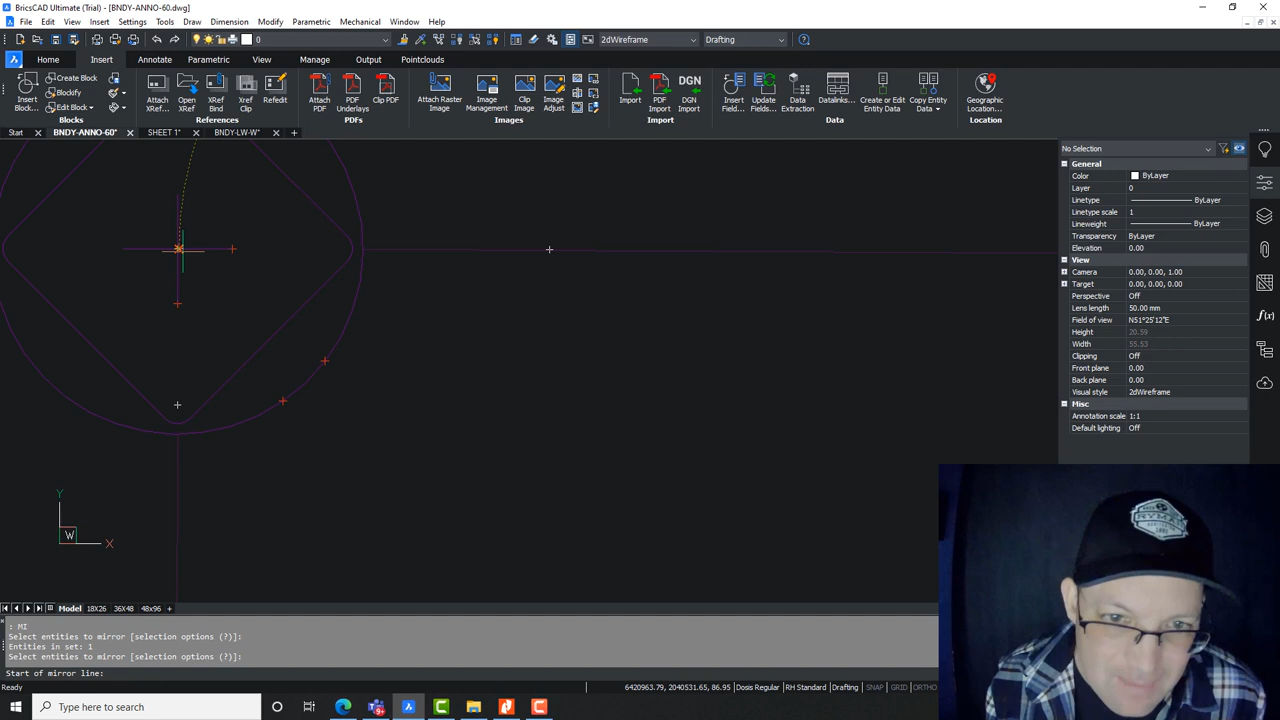 BricsCAD Ultimate (Trial) - [BNDY-ANNO-60.dwg]
File Edit View Insert Settings Tools Draw Dimension Modify Parametric Mechanical Window Help
0 2dWireframe Drafting
Home Insert Annotate Parametric View Manage Output Pointclouds
Insert Block... Create Block Blockify Edit Block Attach XRef... Open XRef XRef Bind Xref Clip Refedit Attach PDF PDF Underlays Clip PDF Attach Raster Image Image Management Clip Image Image Adjust Import PDF Import DGN DGN Import Insert Field... Update Fields... Data Extraction Datalinks... Create or Edit Entity Data Copy Entity Data Geographic Location...
Blocks References PDFs Images Import Data Location
Start BNDY-ANNO-60* SHEET 1* BNDY-LW-W*
No Selection
General
Color ByLayer
Layer 0
Linetype ByLayer
Linetype scale 1
Lineweight ByLayer
Transparency ByLayer
Elevation 0.00
View
Camera 0.00, 0.00, 1.00
Target 0.00, 0.00, 0.00
Perspective Off
Lens length 50.00 mm
Field of view N51°25'12"E
Height 20.59
Width 55.53
Clipping Off
Front plane 0.00
Back plane 0.00
Visual style 2dWireframe
Misc
Annotation scale 1:1
Default lighting Off
Y
W
X
Model 18X26 36X48 48x96
: MI
Select entities to mirror [selection options (?)]:
Entities in set: 1
Select entities to mirror [selection options (?)]:
Start of mirror line:
Ready 6420963.79, 2040531.65, 86.95 Dosis Regular RH Standard Drafting SNAP GRID ORTHO
Type here to search